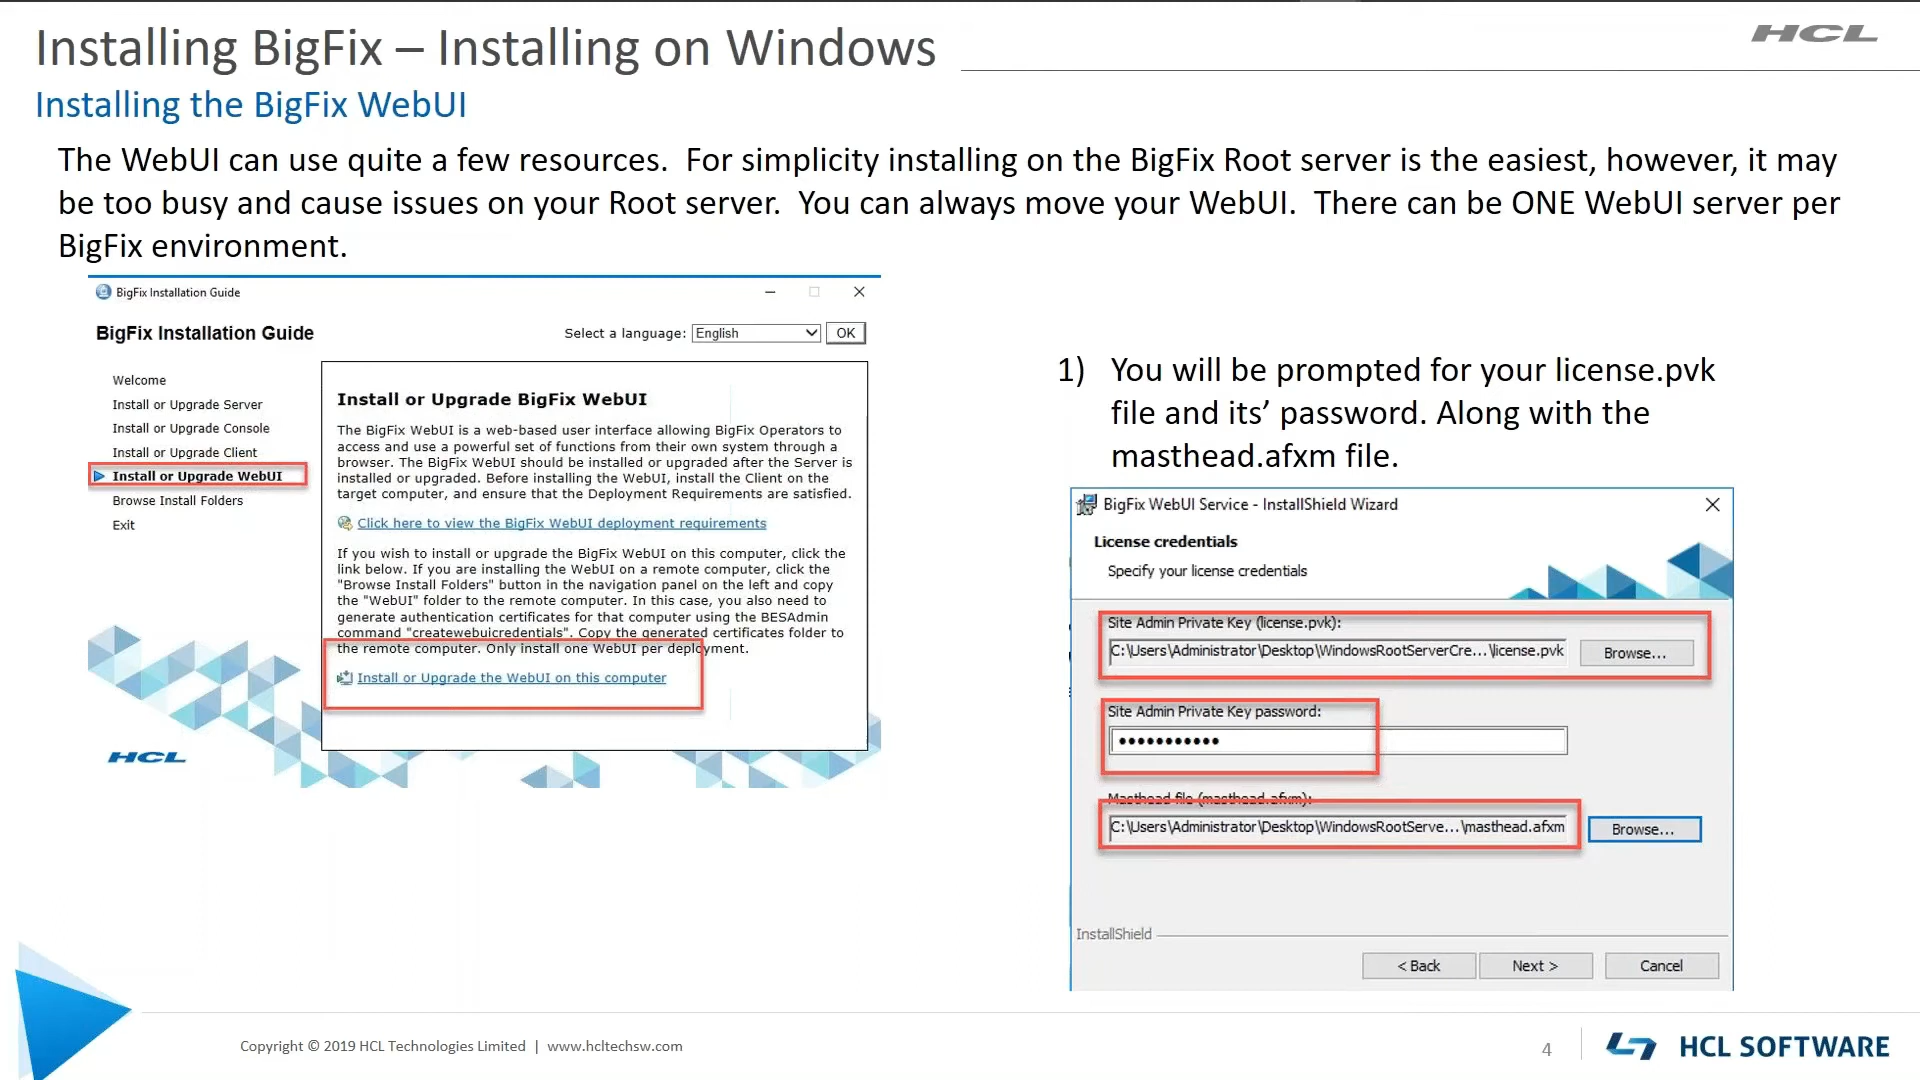 Installing BigFix – Installing on Windows
HCL
Installing the BigFix WebUI
The WebUI can use quite a few resources.  For simplicity installing on the BigFix Root server is the easiest, however, it may
be too busy and cause issues on your Root server.  You can always move your WebUI.  There can be ONE WebUI server per
BigFix environment.
BigFix Installation Guide
BigFix Installation Guide
Select a language: English OK
Welcome
Install or Upgrade Server
Install or Upgrade Console
Install or Upgrade Client
Install or Upgrade WebUI
Browse Install Folders
Exit
Install or Upgrade BigFix WebUI
The BigFix WebUI is a web-based user interface allowing BigFix Operators to
access and use a powerful set of functions from their own system through a
browser. The BigFix WebUI should be installed or upgraded after the Server is
installed or upgraded. Before installing the WebUI, install the Client on the
target computer, and ensure that the Deployment Requirements are satisfied.
Click here to view the BigFix WebUI deployment requirements
If you wish to install or upgrade the BigFix WebUI on this computer, click the
link below. If you are installing the WebUI on a remote computer, click the
"Browse Install Folders" button in the navigation panel on the left and copy
the "WebUI" folder to the remote computer. In this case, you also need to
generate authentication certificates for that computer using the BESAdmin
command "createwebuicredentials". Copy the generated certificates folder to
the remote computer. Only install one WebUI per deployment.
Install or Upgrade the WebUI on this computer
HCL
1) You will be prompted for your license.pvk
file and its’ password. Along with the
masthead.afxm file.
BigFix WebUI Service - InstallShield Wizard
License credentials
Specify your license credentials
Site Admin Private Key (license.pvk):
C:\Users\Administrator\Desktop\WindowsRootServerCre...\license.pvk Browse...
Site Admin Private Key password:
•••••••••••
Masthead file (masthead.afxm):
C:\Users\Administrator\Desktop\WindowsRootServe...\masthead.afxm Browse...
InstallShield
< Back Next > Cancel
Copyright © 2019 HCL Technologies Limited | www.hcltechsw.com
4
HCL SOFTWARE